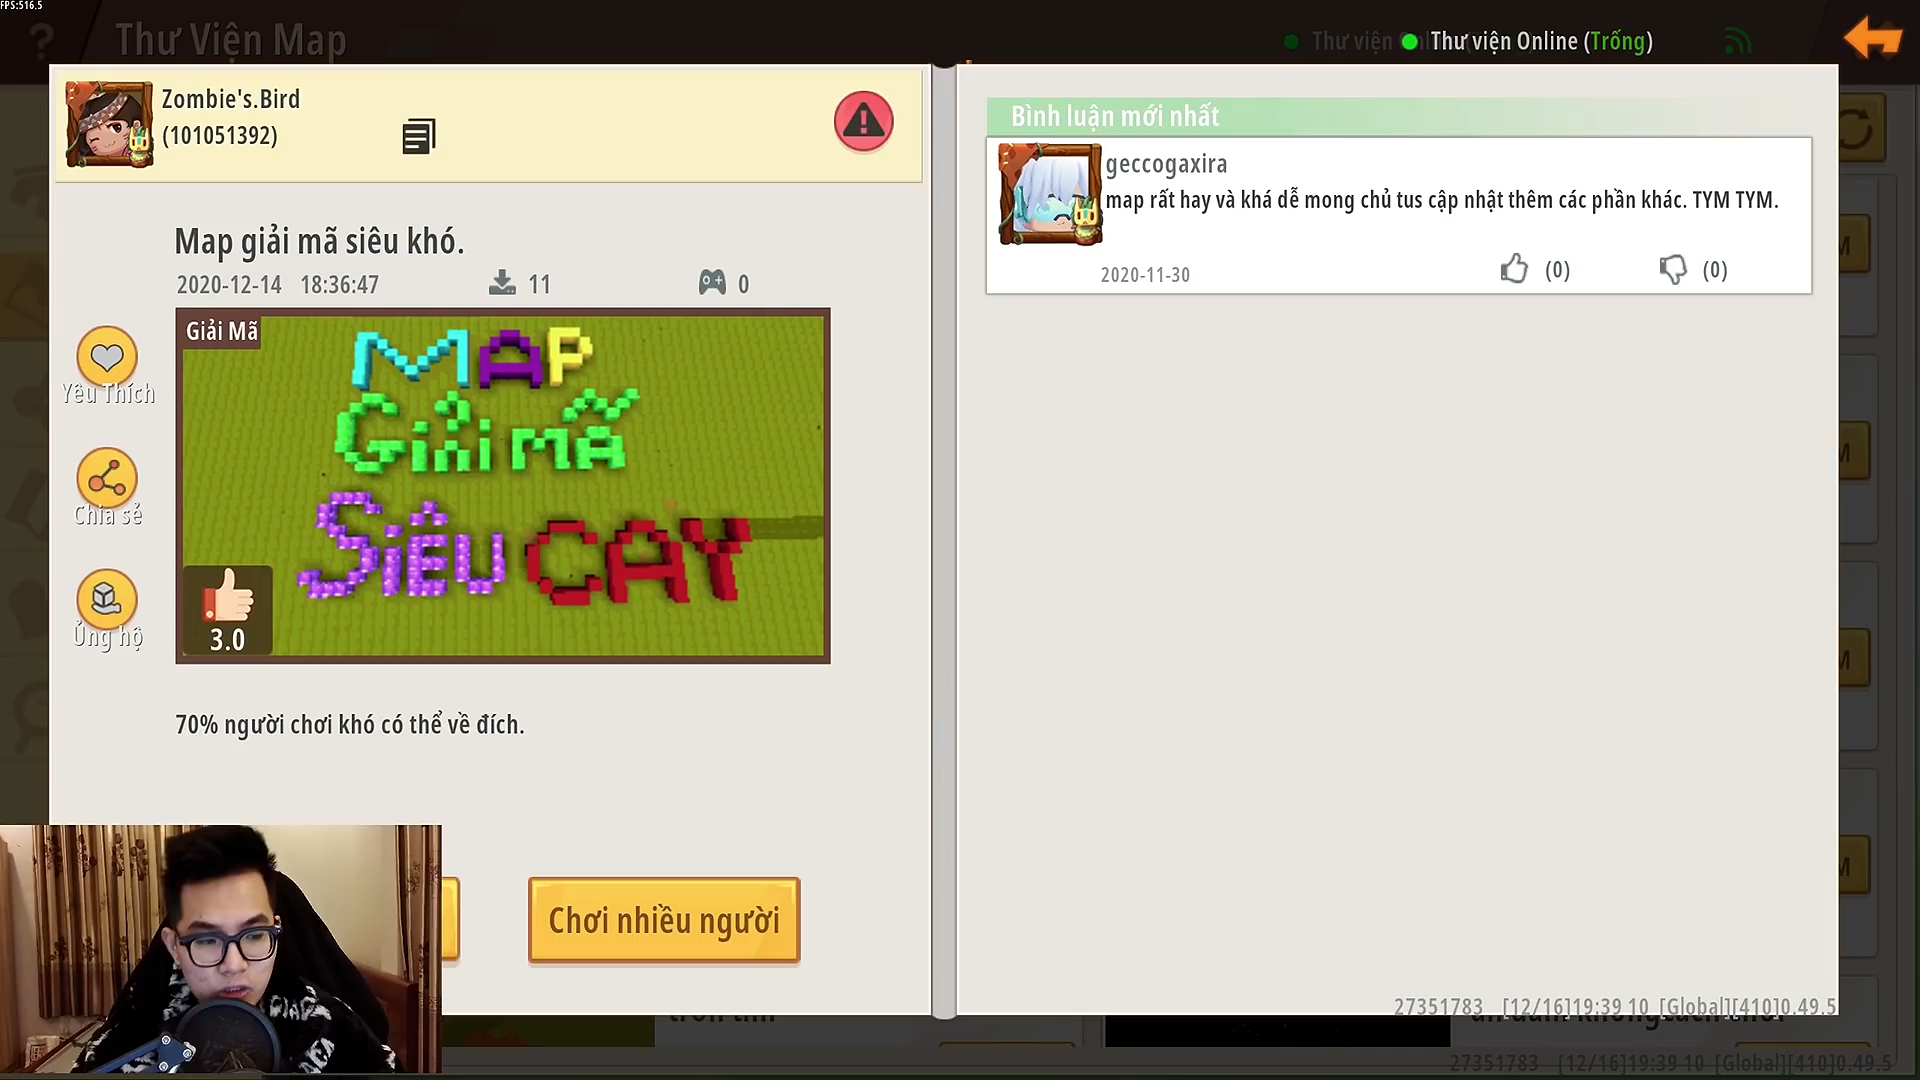 FPS:516.5
Thư Viện Map
Thư viện Online (Trống)
Zombie's.Bird
(101051392)
Map giải mã siêu khó.
2020-12-14 18:36:47
11
0
Giải Mã
MAP
Giải mã
SIÊU CAY
3.0
Yêu Thích
Chia sẻ
Ủng hộ
70% người chơi khó có thể về đích.
Chơi nhiều người
Bình luận mới nhất
geccogaxira
map rất hay và khá dễ mong chủ tus cập nhật thêm các phần khác. TYM TYM.
2020-11-30
(0)
(0)
27351783 [12/16]19:39 10 [Global][410]0.49.5
27351783 [12/16]19:39 10 [Global][410]0.49.5